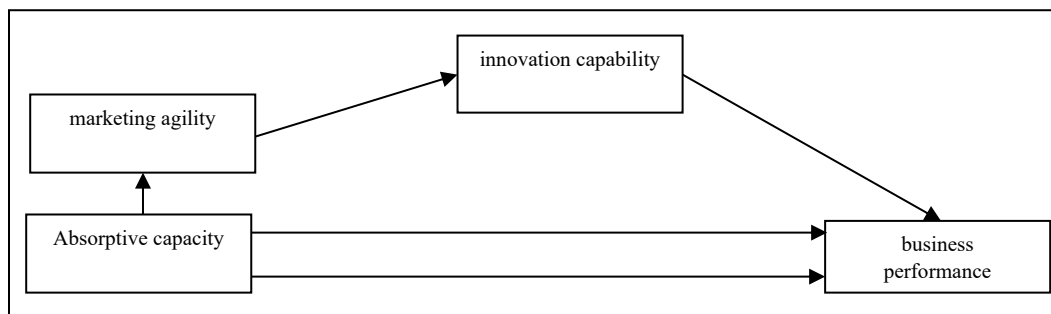 innovation capability
marketing agility
Absorptive capacity
business
performance